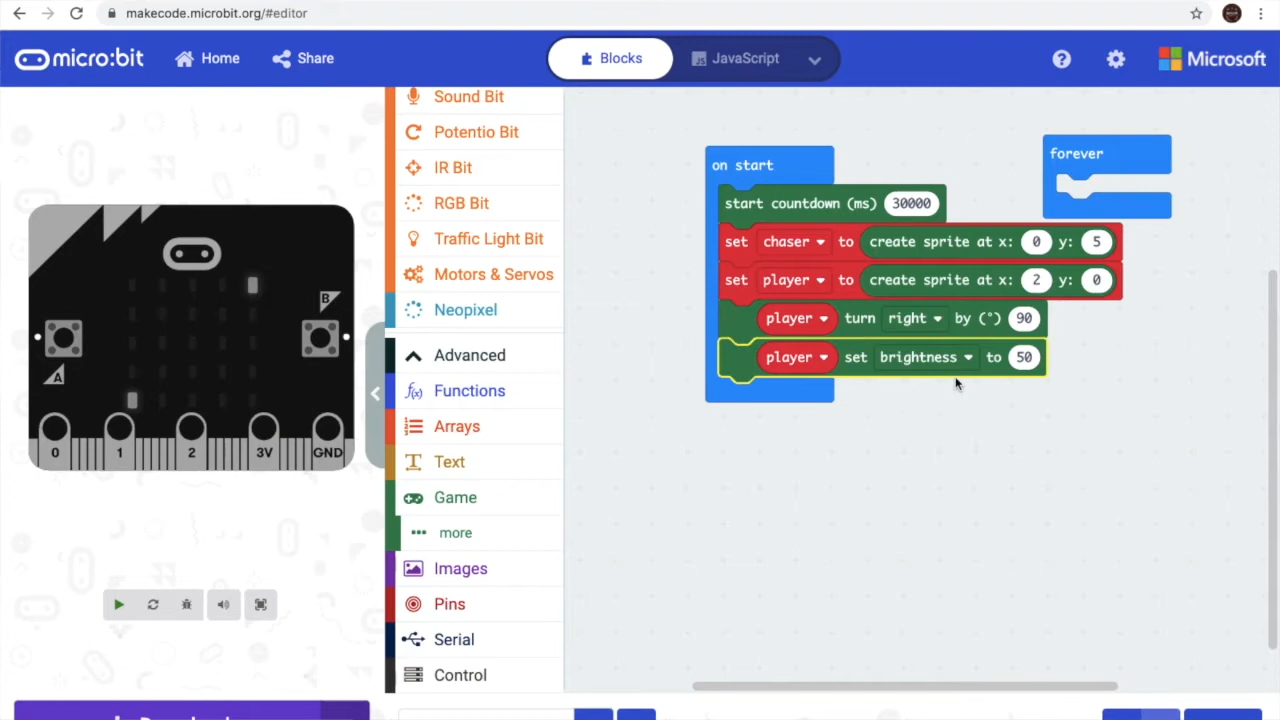 makecode.microbit.org/#editor
micro:bit
Home
Share
Blocks
JavaScript
Microsoft
Sound Bit
Potentio Bit
IR Bit
RGB Bit
Traffic Light Bit
Motors & Servos
Neopixel
Advanced
Functions
Arrays
Text
Game
more
Images
Pins
Serial
Control
A
B
0
1
2
3V
GND
on start
start countdown (ms) 30000
set chaser to create sprite at x: 0 y: 5
set player to create sprite at x: 2 y: 0
player turn right by (°) 90
player set brightness to 50
forever